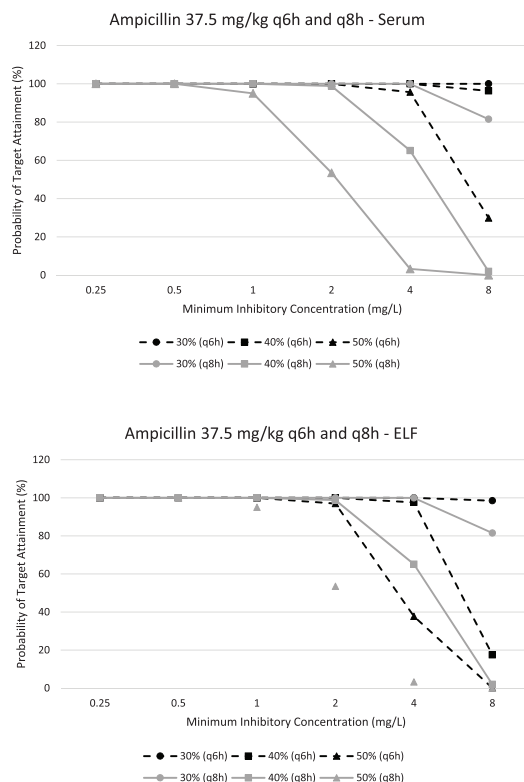 Ampicillin 37.5 mg/kg q6h and q8h - Serum
Probability of Target Attainment (%)
120
100
80
60
40
20
0
0.25 0.5 1 2 4 8
Minimum Inhibitory Concentration (mg/L)
30% (q6h) 40% (q6h) 50% (q6h)
30% (q8h) 40% (q8h) 50% (q8h)
Ampicillin 37.5 mg/kg q6h and q8h - ELF
Probability of Target Attainment (%)
120
100
80
60
40
20
0
0.25 0.5 1 2 4 8
Minimum Inhibitory Concentration (mg/L)
30% (q6h) 40% (q6h) 50% (q6h)
30% (q8h) 40% (q8h) 50% (q8h)